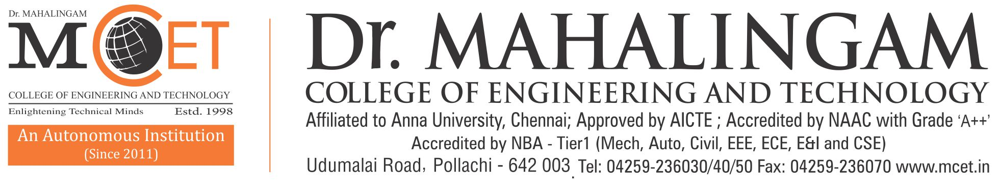 Dr. MAHALINGAM
MCET
COLLEGE OF ENGINEERING AND TECHNOLOGY
Enlightening Technical Minds Estd. 1998
An Autonomous Institution
(Since 2011)
Dr. MAHALINGAM
COLLEGE OF ENGINEERING AND TECHNOLOGY
Affiliated to Anna University, Chennai; Approved by AICTE ; Accredited by NAAC with Grade ‘A++’
Accredited by NBA - Tier1 (Mech, Auto, Civil, EEE, ECE, E&I and CSE)
Udumalai Road, Pollachi - 642 003. Tel: 04259-236030/40/50 Fax: 04259-236070 www.mcet.in